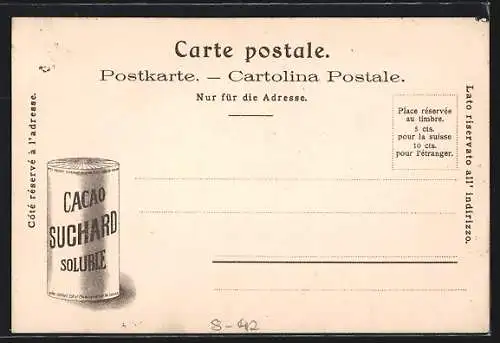 Carte postale.
Postkarte. – Cartolina Postale.
Nur für die Adresse.
Côté réservé à l'adresse.
Place réservée
au timbre.
5 cts.
pour la suisse
10 cts.
pour l'étranger.
Lato riservato all' indirizzo.
CACAO
SUCHARD
SOLUBLE
S-42